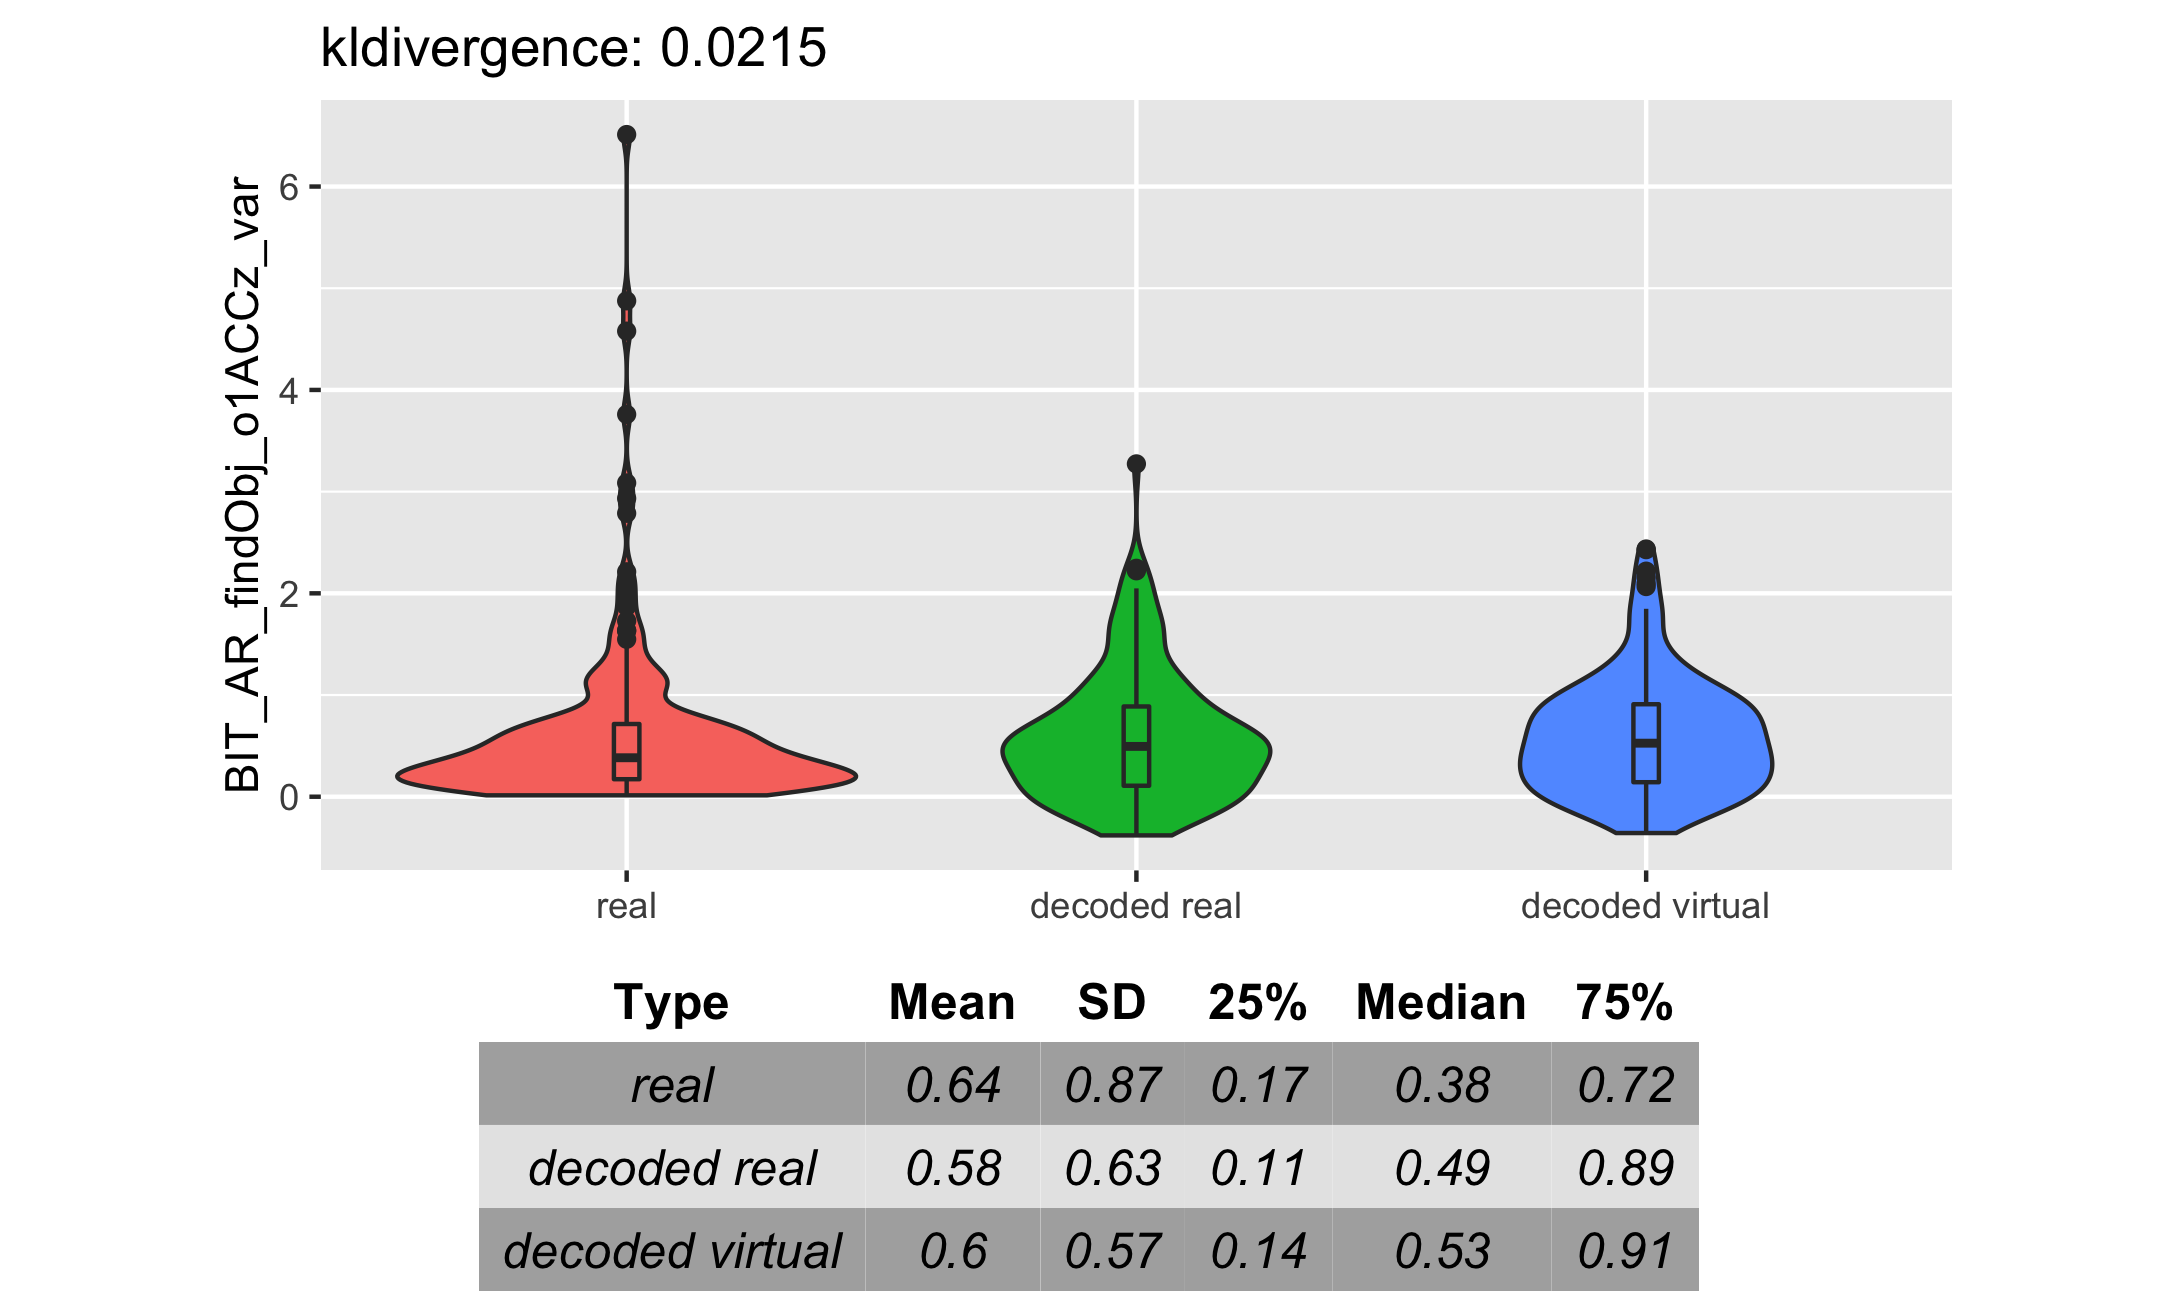 kldivergence: 0.0215
BIT_AR_findObj_o1ACCz_var
6
4
2
0
real decoded real decoded virtual
Type Mean SD 25% Median 75%
real 0.64 0.87 0.17 0.38 0.72
decoded real 0.58 0.63 0.11 0.49 0.89
decoded virtual 0.6 0.57 0.14 0.53 0.91